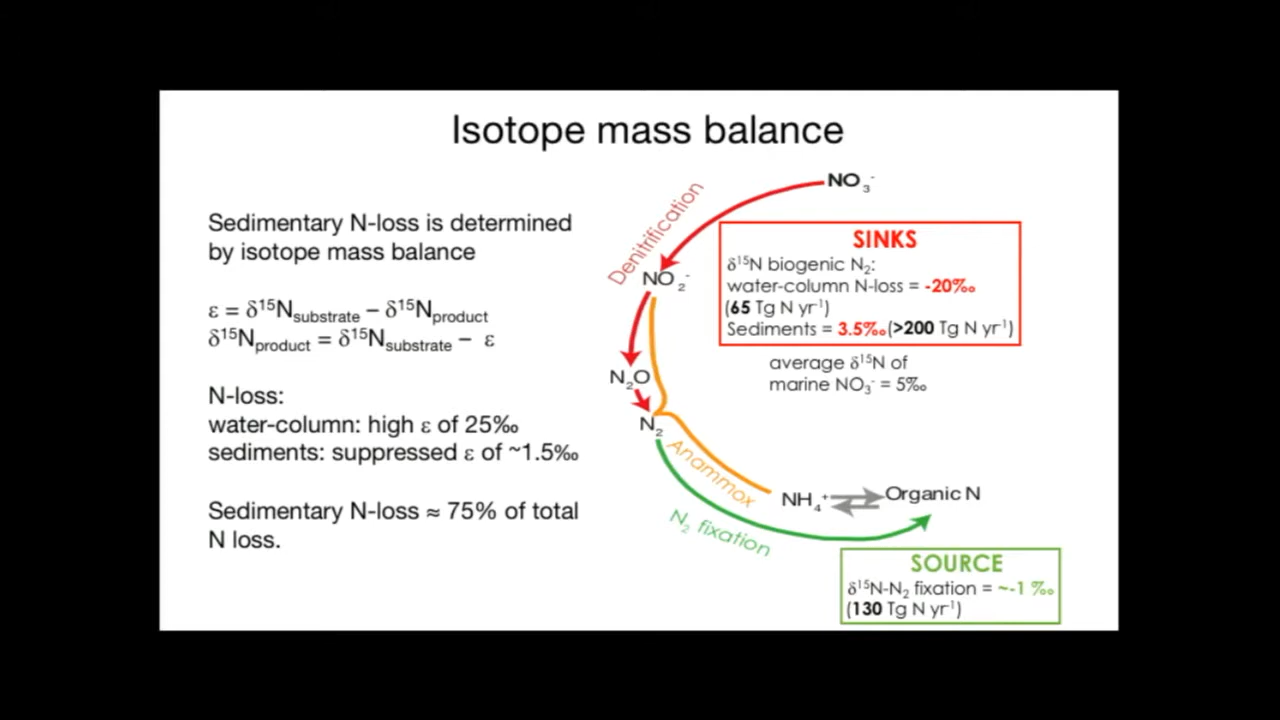 Isotope mass balance
Sedimentary N-loss is determined
by isotope mass balance
ε = δ¹⁵Nsubstrate – δ¹⁵Nproduct
δ¹⁵Nproduct = δ¹⁵Nsubstrate – ε
N-loss:
water-column: high ε of 25‰
sediments: suppressed ε of ~1.5‰
Sedimentary N-loss ≈ 75% of total
N loss.
NO₃⁻
Denitrification
NO₂⁻
N₂O
N₂
Anammox
NH₄⁺
Organic N
N₂ fixation
SINKS
δ¹⁵N biogenic N₂:
water-column N-loss = -20‰
(65 Tg N yr⁻¹)
Sediments = 3.5‰ (>200 Tg N yr⁻¹)
average δ¹⁵N of
marine NO₃⁻ = 5‰
SOURCE
δ¹⁵N-N₂ fixation = ~-1 ‰
(130 Tg N yr⁻¹)